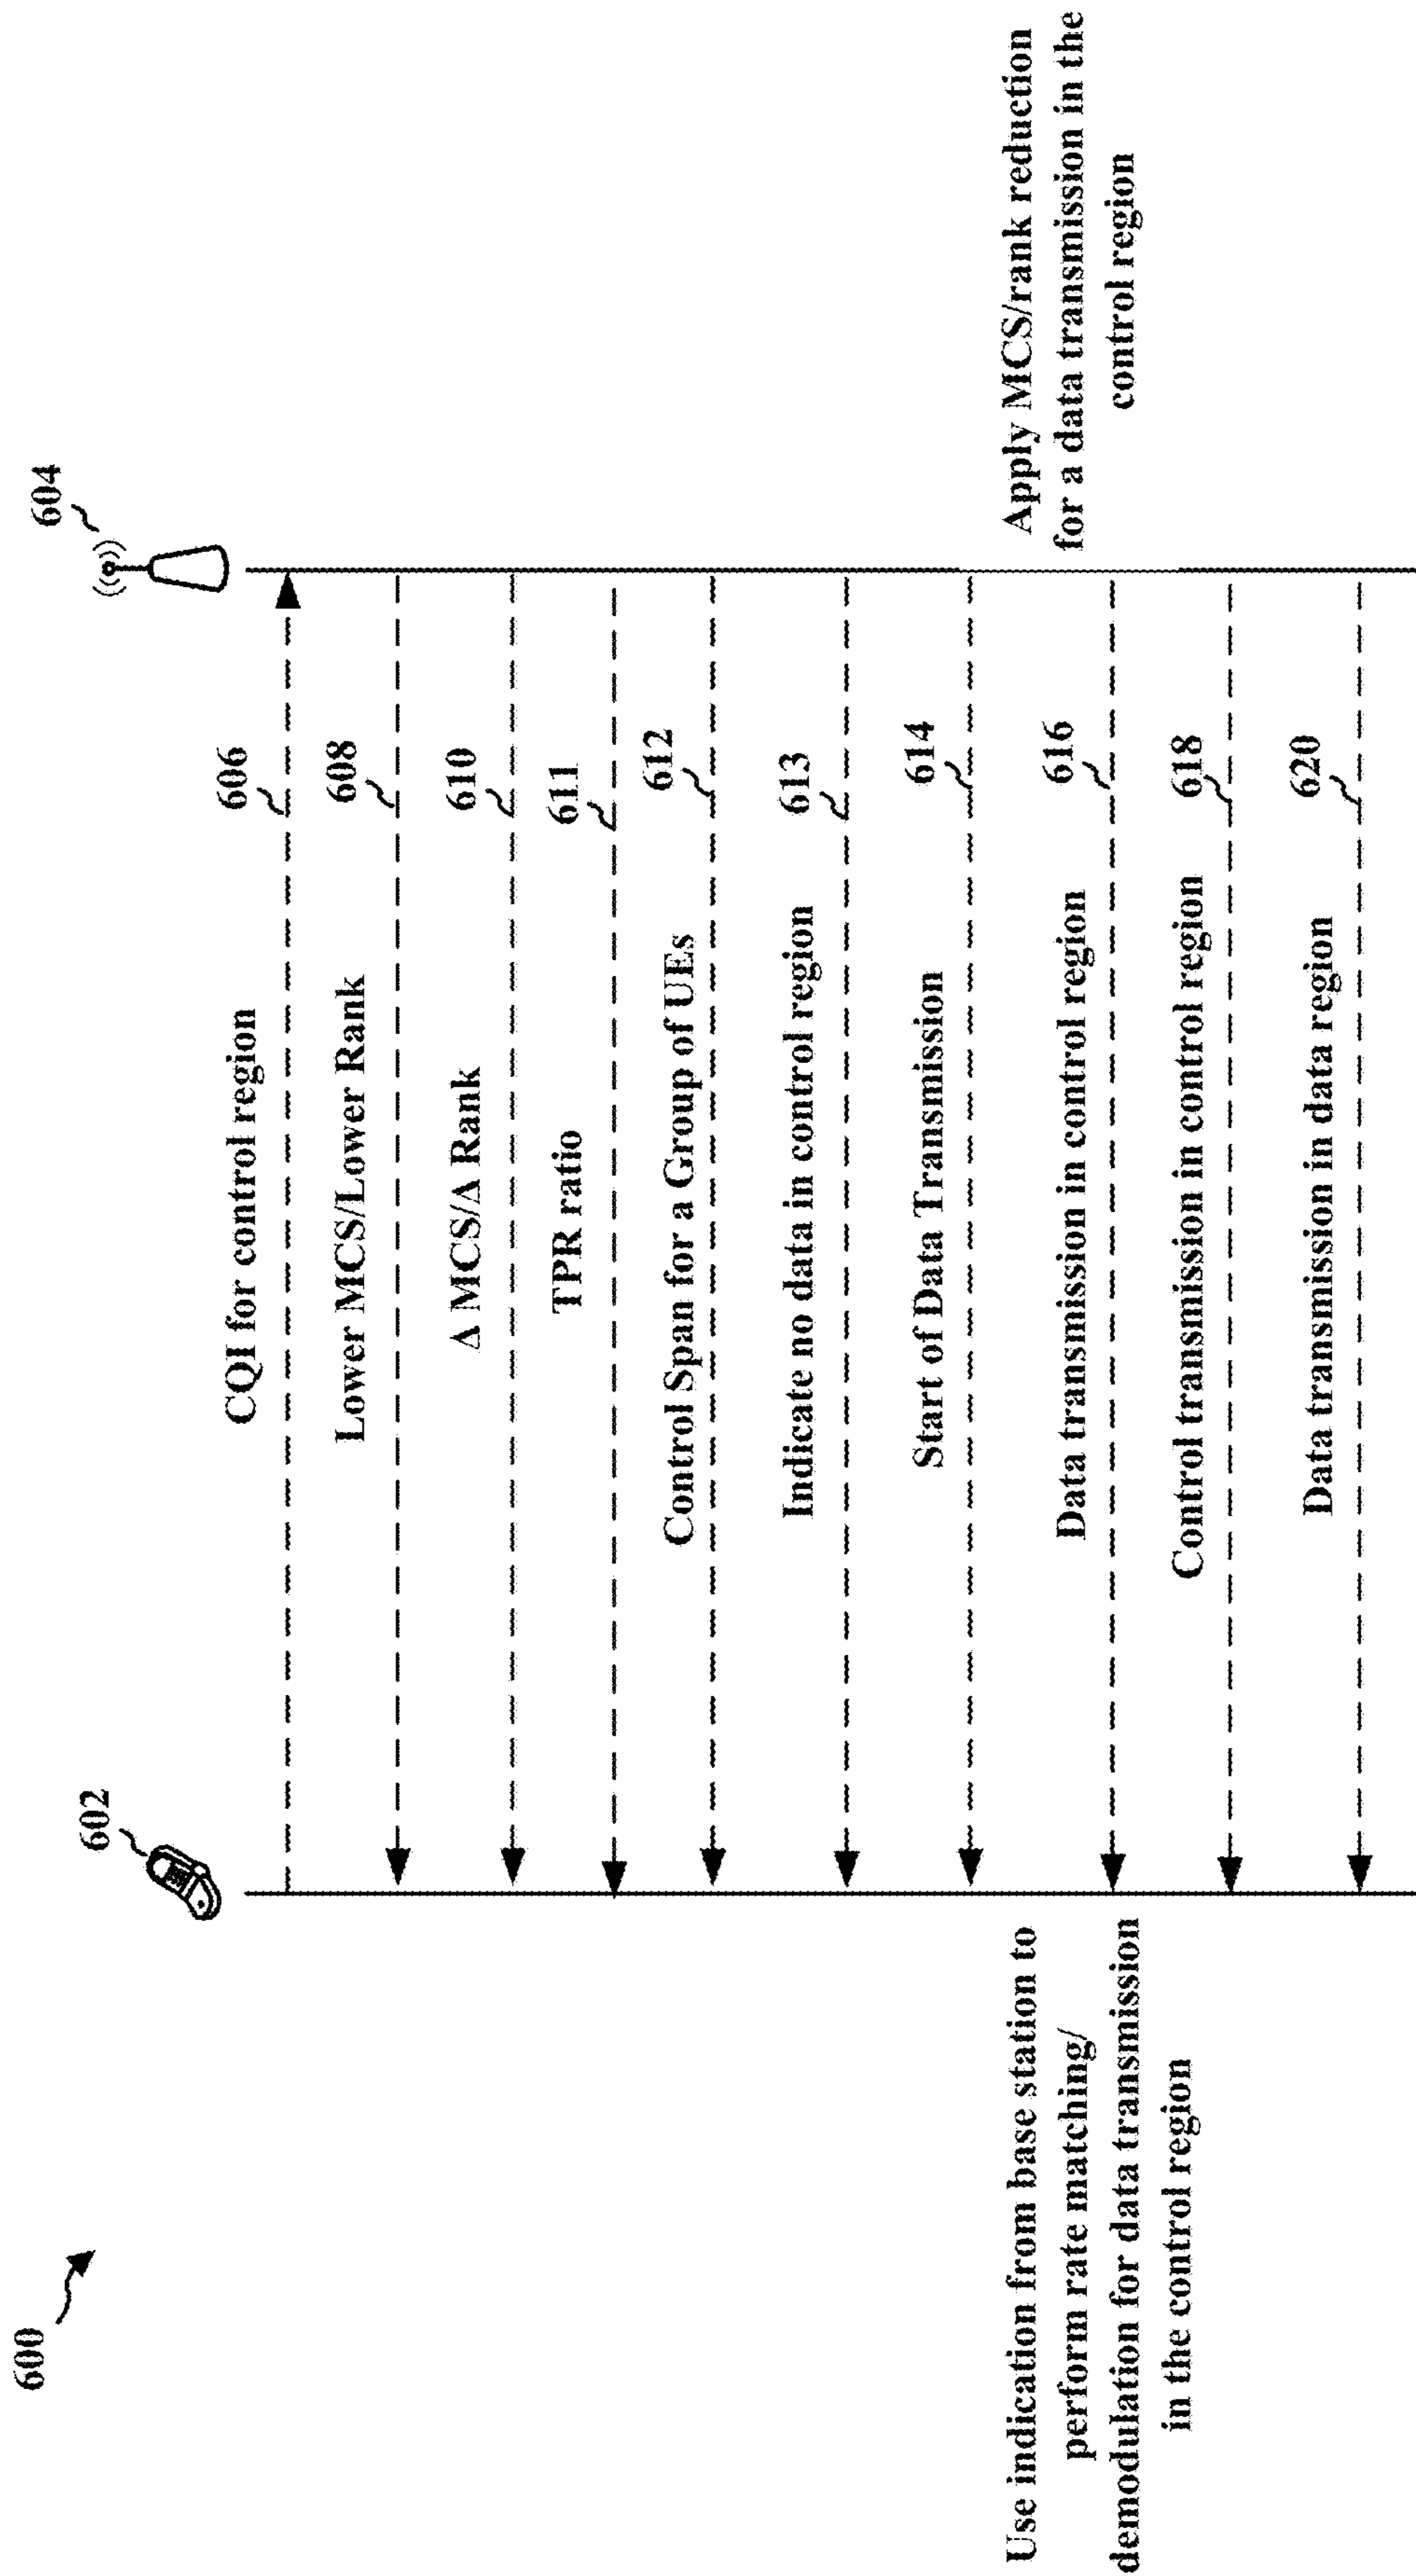 600
602
604
CQI for control region
606
Lower MCS/Lower Rank
608
Δ MCS/Δ Rank
610
TPR ratio
611
Control Span for a Group of UEs
612
Indicate no data in control region
613
Start of Data Transmission
614
Use indication from base station to
perform rate matching/
demodulation for data transmission
in the control region
Apply MCS/rank reduction
for a data transmission in the
control region
Data transmission in control region
616
Control transmission in control region
618
Data transmission in data region
620